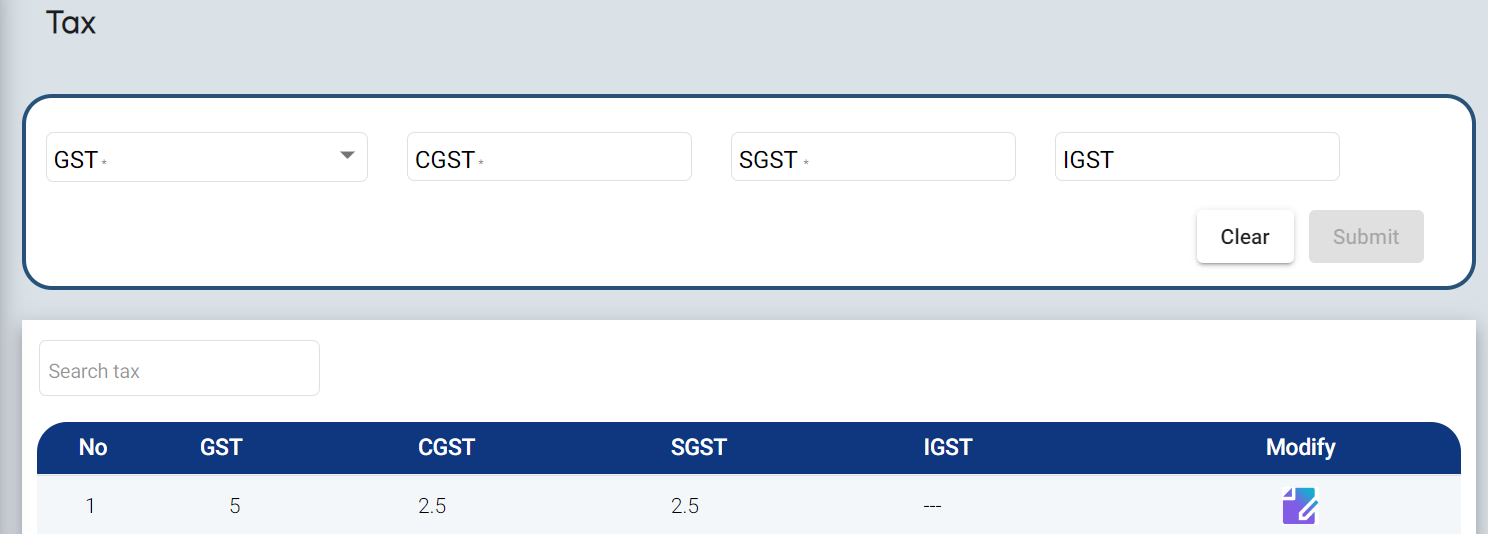 Tax
GST * CGST * SGST * IGST
Clear Submit
Search tax
No GST CGST SGST IGST Modify
1 5 2.5 2.5 ---